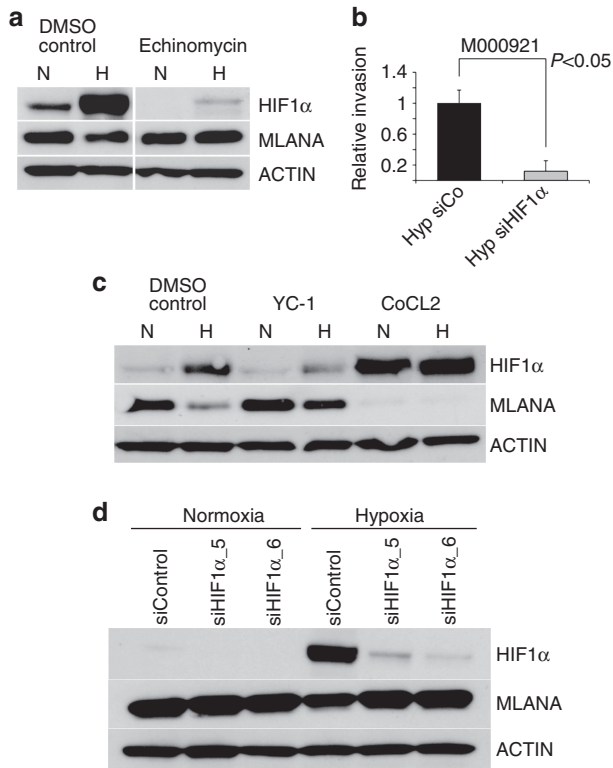 a
DMSO
control
Echinomycin
N H N H
HIF1α
MLANA
ACTIN
b
M000921
P<0.05
Relative invasion
1.4
1
0.6
0.2
Hyp siCo
Hyp siHIF1α
c
DMSO
control
YC-1
CoCL2
N H N H N H
HIF1α
MLANA
ACTIN
d
Normoxia
Hypoxia
siControl
siHIF1α_5
siHIF1α_6
siControl
siHIF1α_5
siHIF1α_6
HIF1α
MLANA
ACTIN